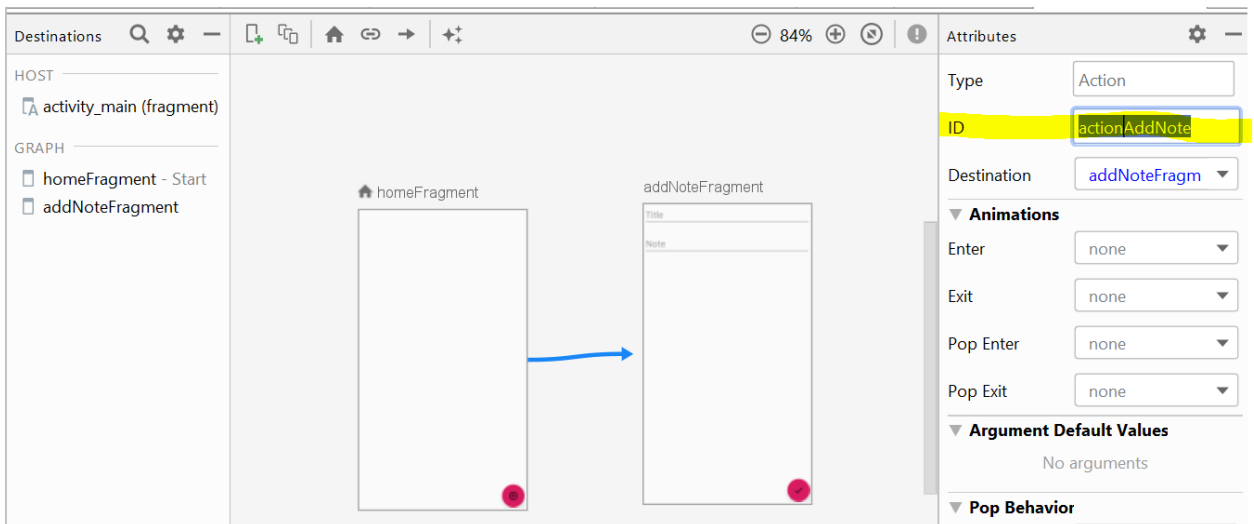 Destinations
84%
Attributes
HOST
activity_main (fragment)
GRAPH
homeFragment - Start
addNoteFragment
homeFragment
addNoteFragment
Title
Note
Type
Action
ID
actionAddNote
Destination
addNoteFragm
Animations
Enter
none
Exit
none
Pop Enter
none
Pop Exit
none
Argument Default Values
No arguments
Pop Behavior